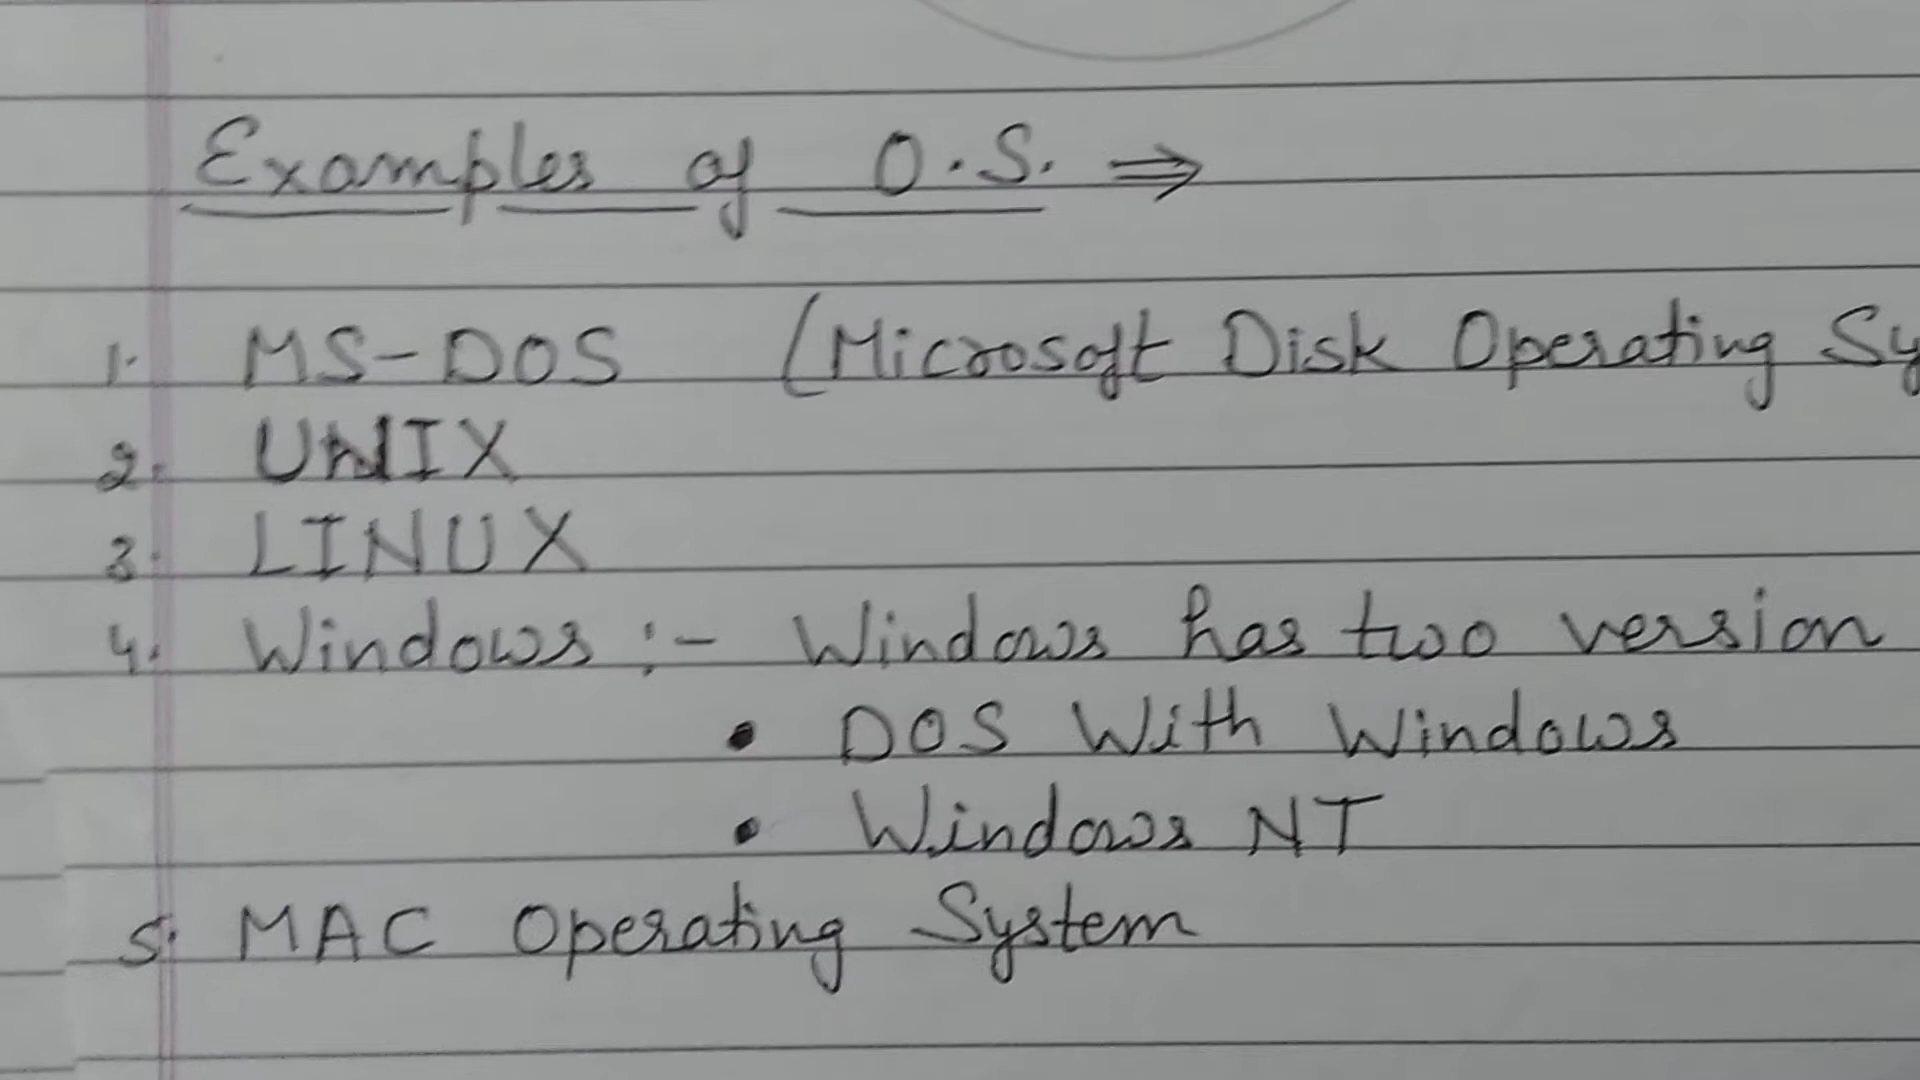 Examples of O.S. ⇒
1. MS-DOS (Microsoft Disk Operating Sy
2. UNIX
3. LINUX
4. Windows :- Windows has two version
• DOS With Windows
• Windows NT
5. MAC Operating System